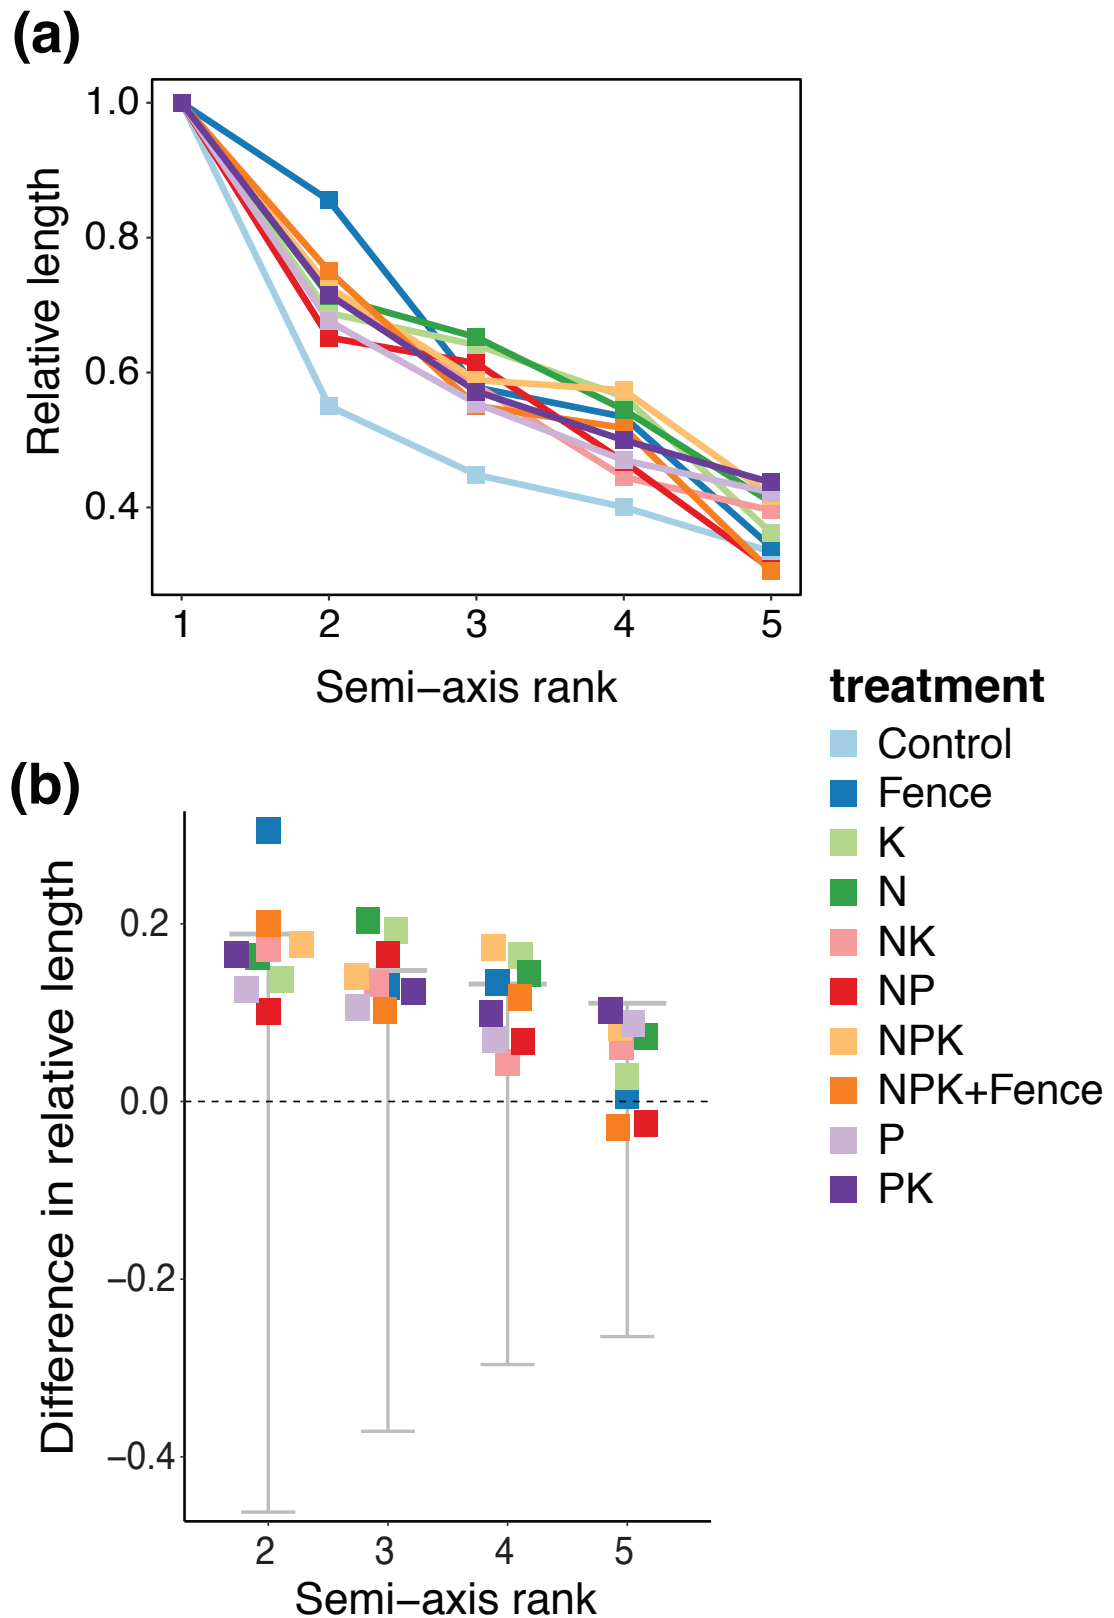 (a)
1.0
0.8
0.6
0.4
Relative length
1 2 3 4 5
Semi−axis rank
treatment
Control
Fence
K
N
NK
NP
NPK
NPK+Fence
P
PK
(b)
0.2
0.0
−0.2
−0.4
Difference in relative length
2 3 4 5
Semi−axis rank